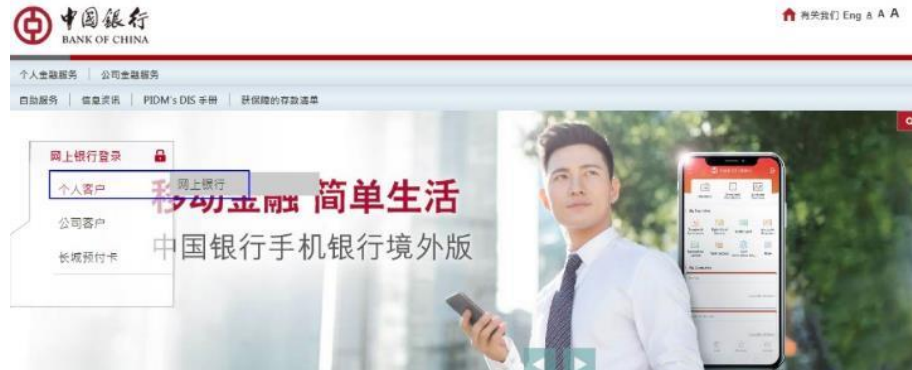 中国银行
BANK OF CHINA
有关我们 Eng A A A
个人金融服务 | 公司金融服务
自助服务 | 信息资讯 | PIDM's DIS 手册 | 获保障的存款清单
网上银行登录
个人客户 网上银行
移动金融 简单生活
公司客户
中国银行手机银行境外版
长城预付卡